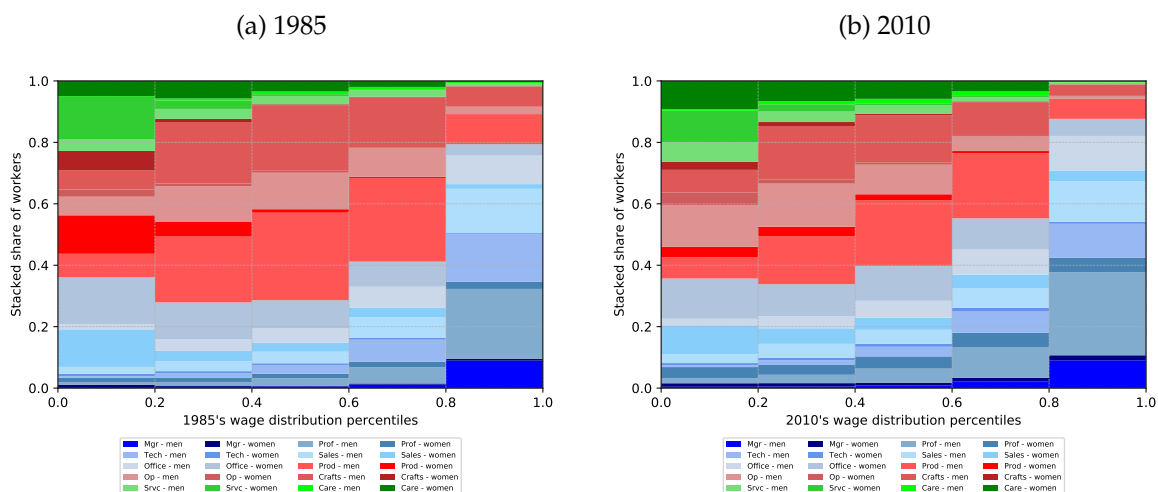 (a) 1985
(b) 2010
Stacked share of workers
1.0
0.8
0.6
0.4
0.2
0.0
0.0 0.2 0.4 0.6 0.8 1.0
1985's wage distribution percentiles
Mgr - men Mgr - women Prof - men Prof - women
Tech - men Tech - women Sales - men Sales - women
Office - men Office - women Prod - men Prod - women
Op - men Op - women Crafts - men Crafts - women
Srvc - men Srvc - women Care - men Care - women
Stacked share of workers
1.0
0.8
0.6
0.4
0.2
0.0
0.0 0.2 0.4 0.6 0.8 1.0
2010's wage distribution percentiles
Mgr - men Mgr - women Prof - men Prof - women
Tech - men Tech - women Sales - men Sales - women
Office - men Office - women Prod - men Prod - women
Op - men Op - women Crafts - men Crafts - women
Srvc - men Srvc - women Care - men Care - women